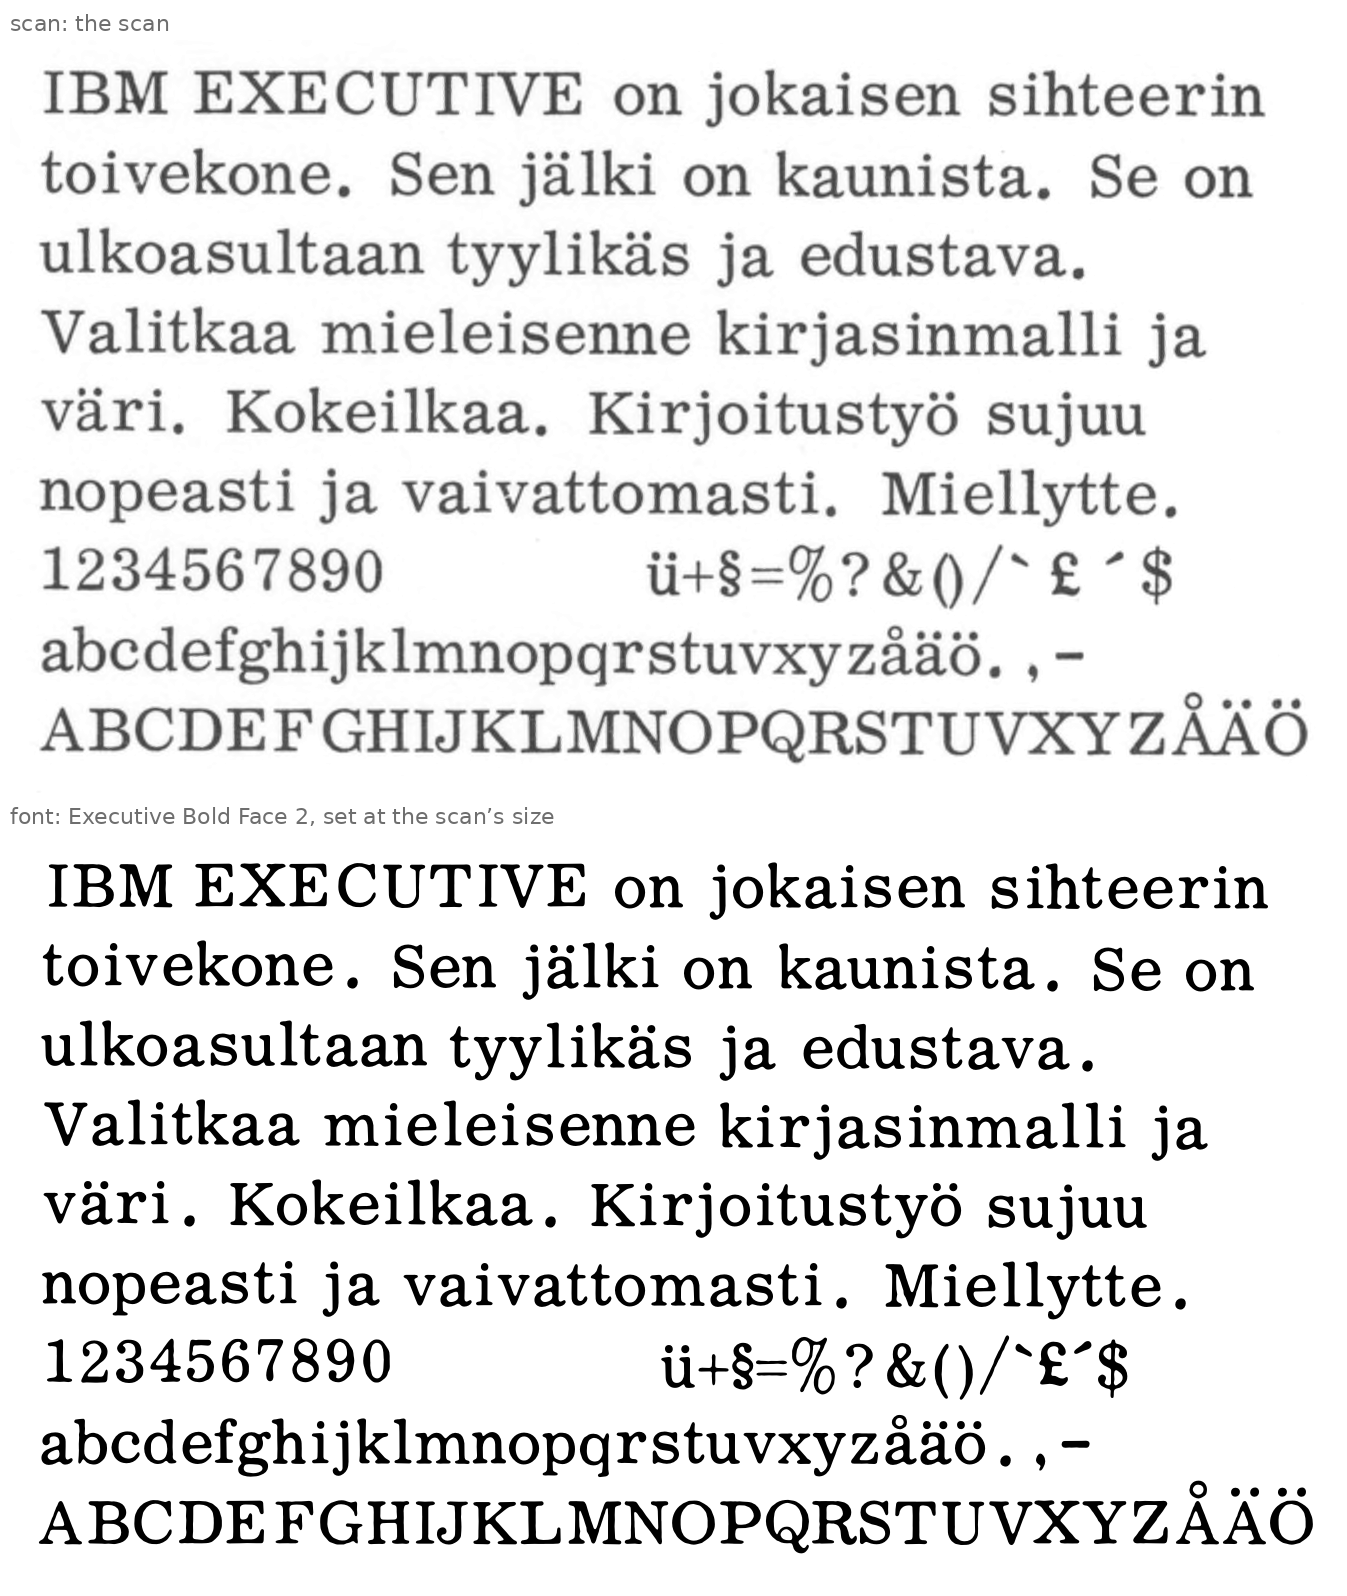 scan: the scan
IBM EXECUTIVE on jokaisen sihteerin
toivekone. Sen jälki on kaunista. Se on
ulkoasultaan tyylikäs ja edustava.
Valitkaa mieleisenne kirjasinmalli ja
väri. Kokeilkaa. Kirjoitustyö sujuu
nopeasti ja vaivattomasti. Miellytte.
1234567890 ü+§=%?&()/` £ ´$
abcdefghijklmnopqrstuvxyzåäö.,-
ABCDEFGHIJKLMNOPQRSTUVXYZÅÄÖ
font: Executive Bold Face 2, set at the scan’s size
IBM EXECUTIVE on jokaisen sihteerin
toivekone. Sen jälki on kaunista. Se on
ulkoasultaan tyylikäs ja edustava.
Valitkaa mieleisenne kirjasinmalli ja
väri. Kokeilkaa. Kirjoitustyö sujuu
nopeasti ja vaivattomasti. Miellytte.
1234567890 ü+§=%?&()/`£´$
abcdefghijklmnopqrstuvxyzåäö.,-
ABCDEFGHIJKLMNOPQRSTUVXYZÅÄÖ